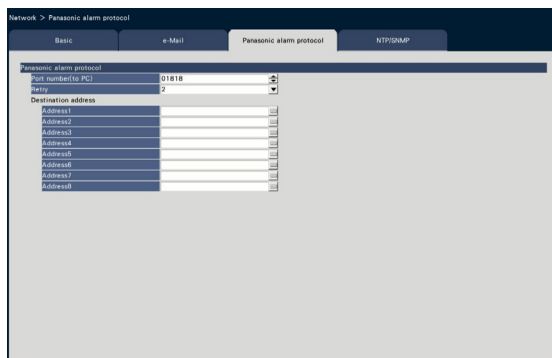 Network > Panasonic alarm protocol
Basic e-Mail Panasonic alarm protocol NTP/SNMP
Panasonic alarm protocol
Port number(to PC) 01818
Retry 2
Destination address
Address1
Address2
Address3
Address4
Address5
Address6
Address7
Address8